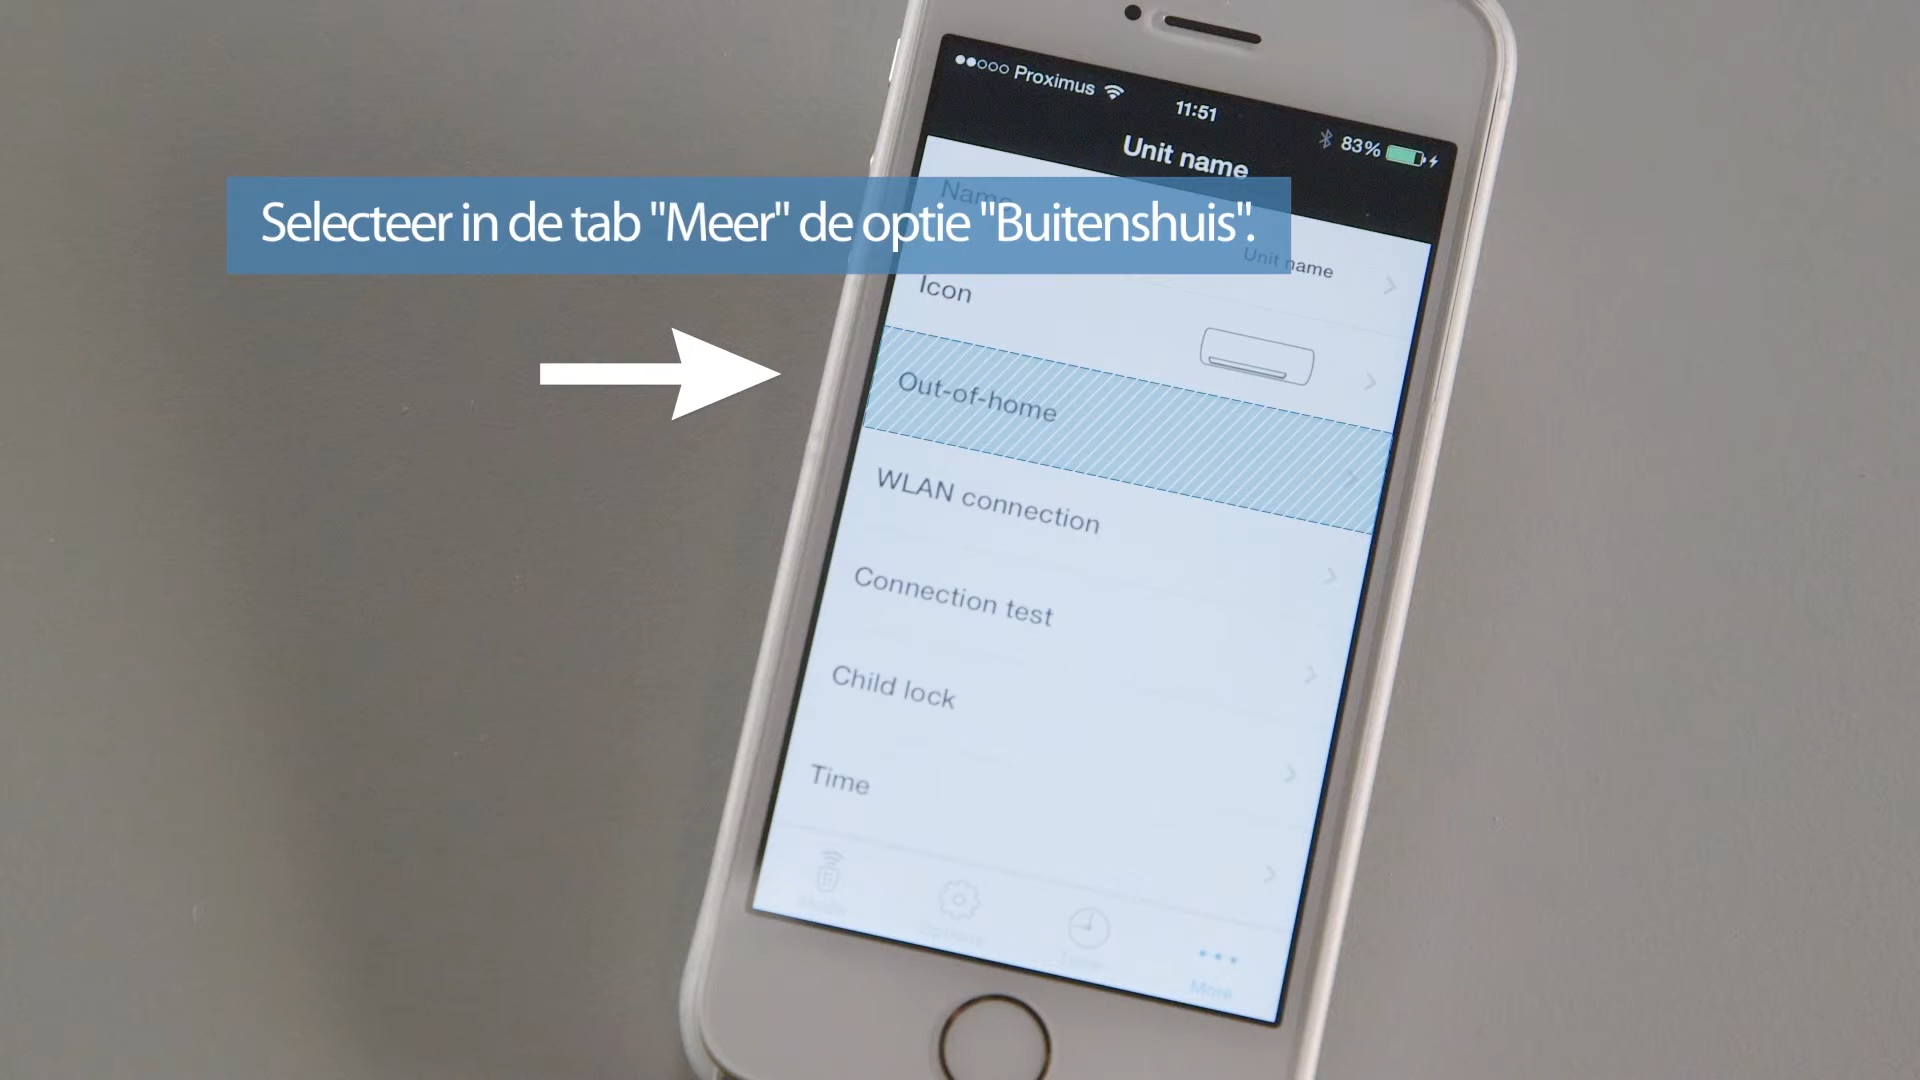 Proximus
11:51
83%
Unit name
Name
Selecteer in de tab "Meer" de optie "Buitenshuis".
Unit name
Icon
Out-of-home
WLAN connection
Connection test
Child lock
Time
More